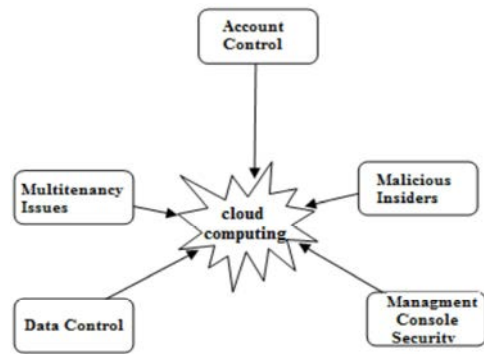 Account
Control
Multitenancy
Issues
Malicious
Insiders
cloud
computing
Data Control
Managment
Console
Security